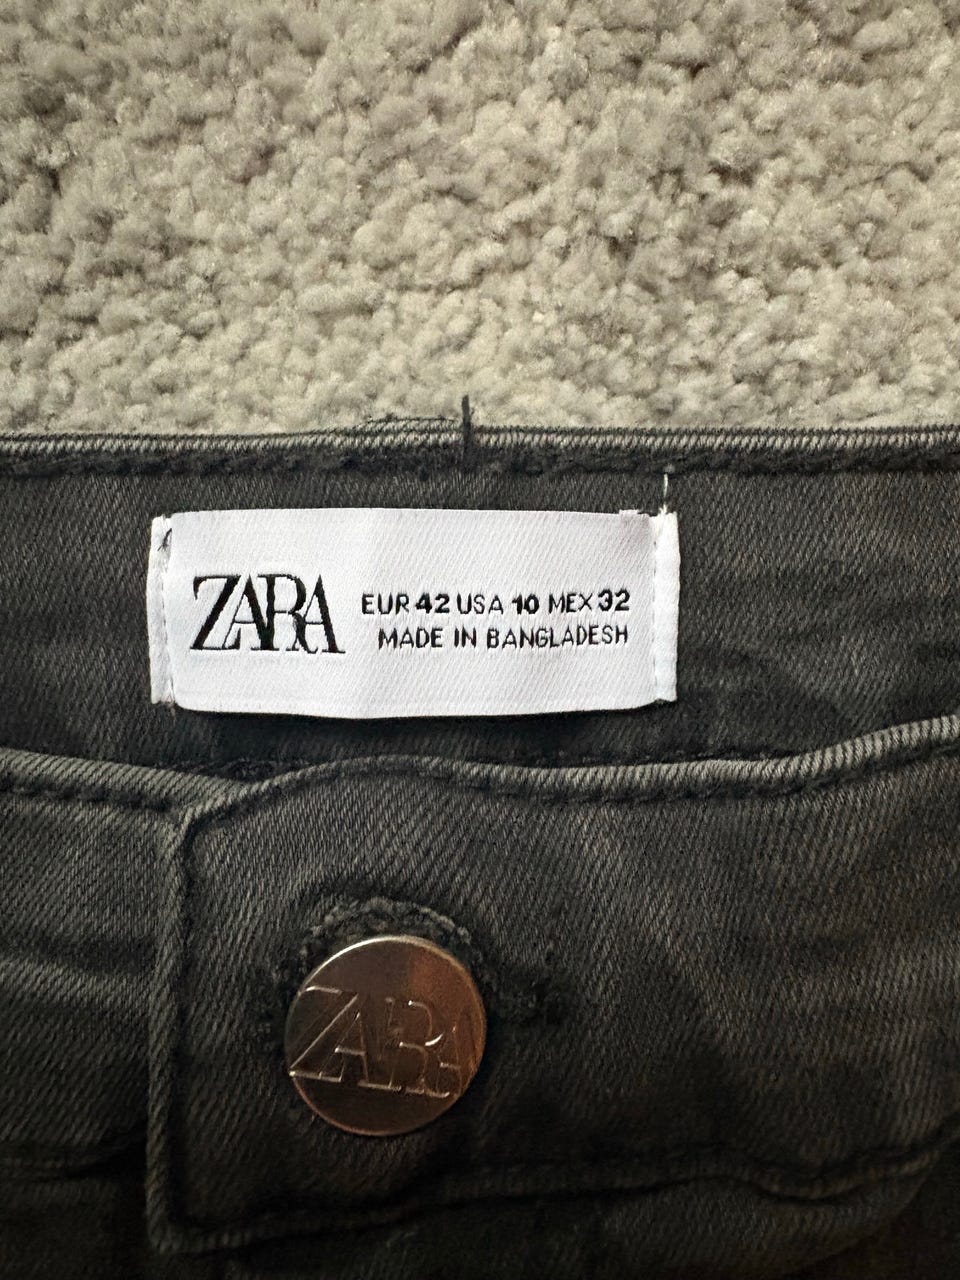 ZARA
EUR 42 USA 10 MEX 32
MADE IN BANGLADESH
ZARA